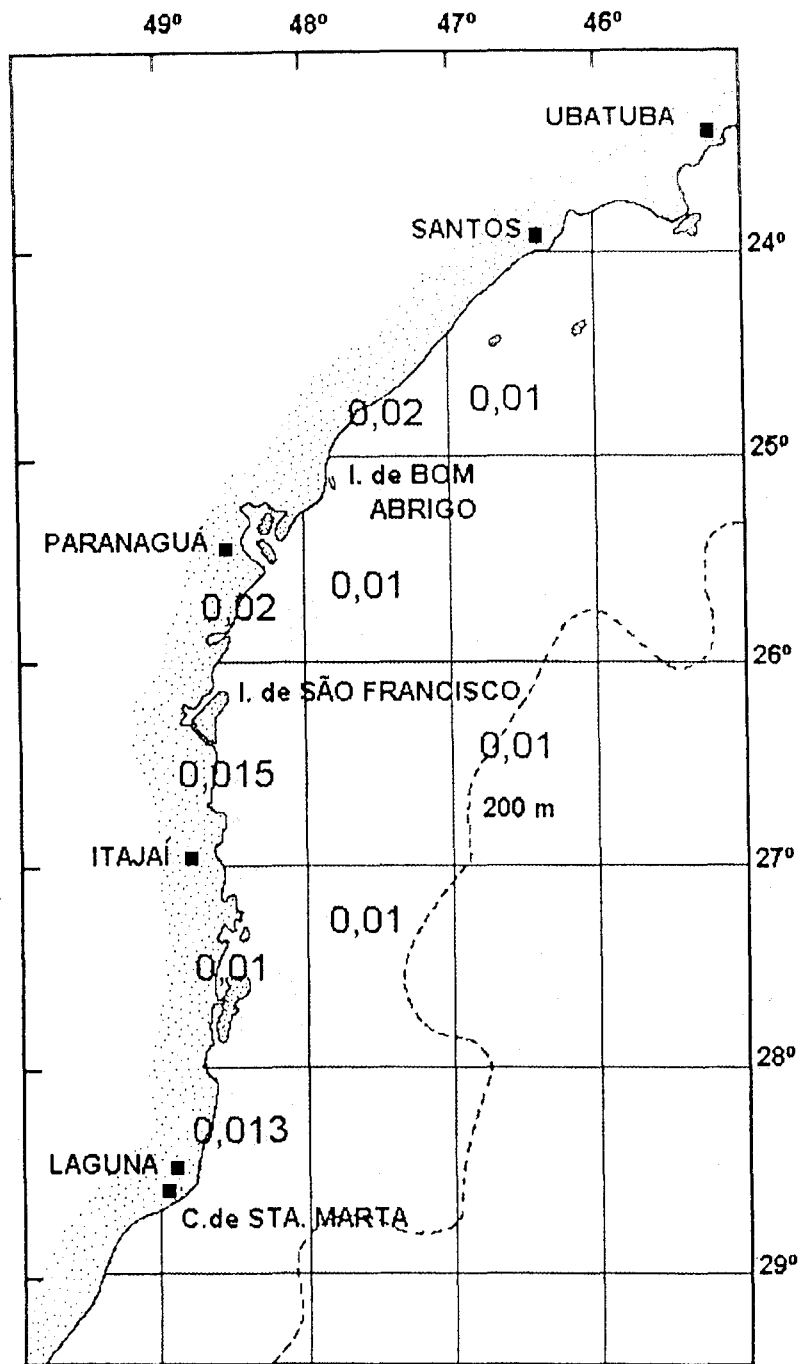 49º 48º 47º 46º
UBATUBA
SANTOS
24º
0,02 0,01
25º
I. de BOM
ABRIGO
PARANAGUÁ
0,01
0,02
26º
I. de SÃO FRANCISCO
0,01
0,015
200 m
ITAJAÍ
27º
0,01
0,01
28º
0,013
LAGUNA
C.de STA. MARTA
29º